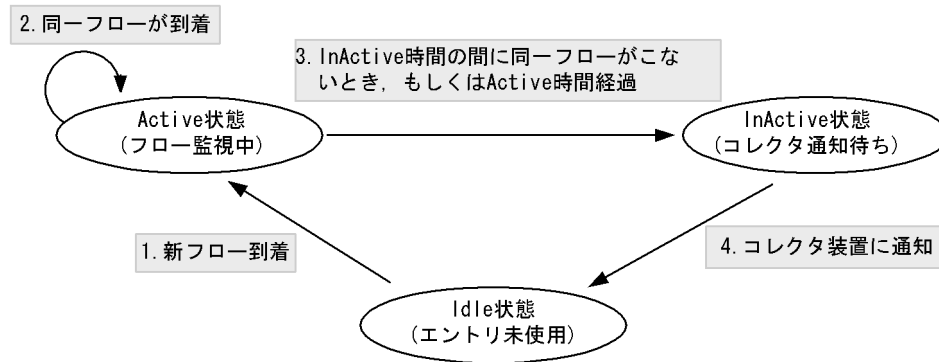 2.同一フローが到着
3.InActive時間の間に同一フローがこな
いとき，もしくはActive時間経過
Active状態
(フロー監視中)
InActive状態
(コレクタ通知待ち)
1.新フロー到着
4.コレクタ装置に通知
Idle状態
(エントリ未使用)